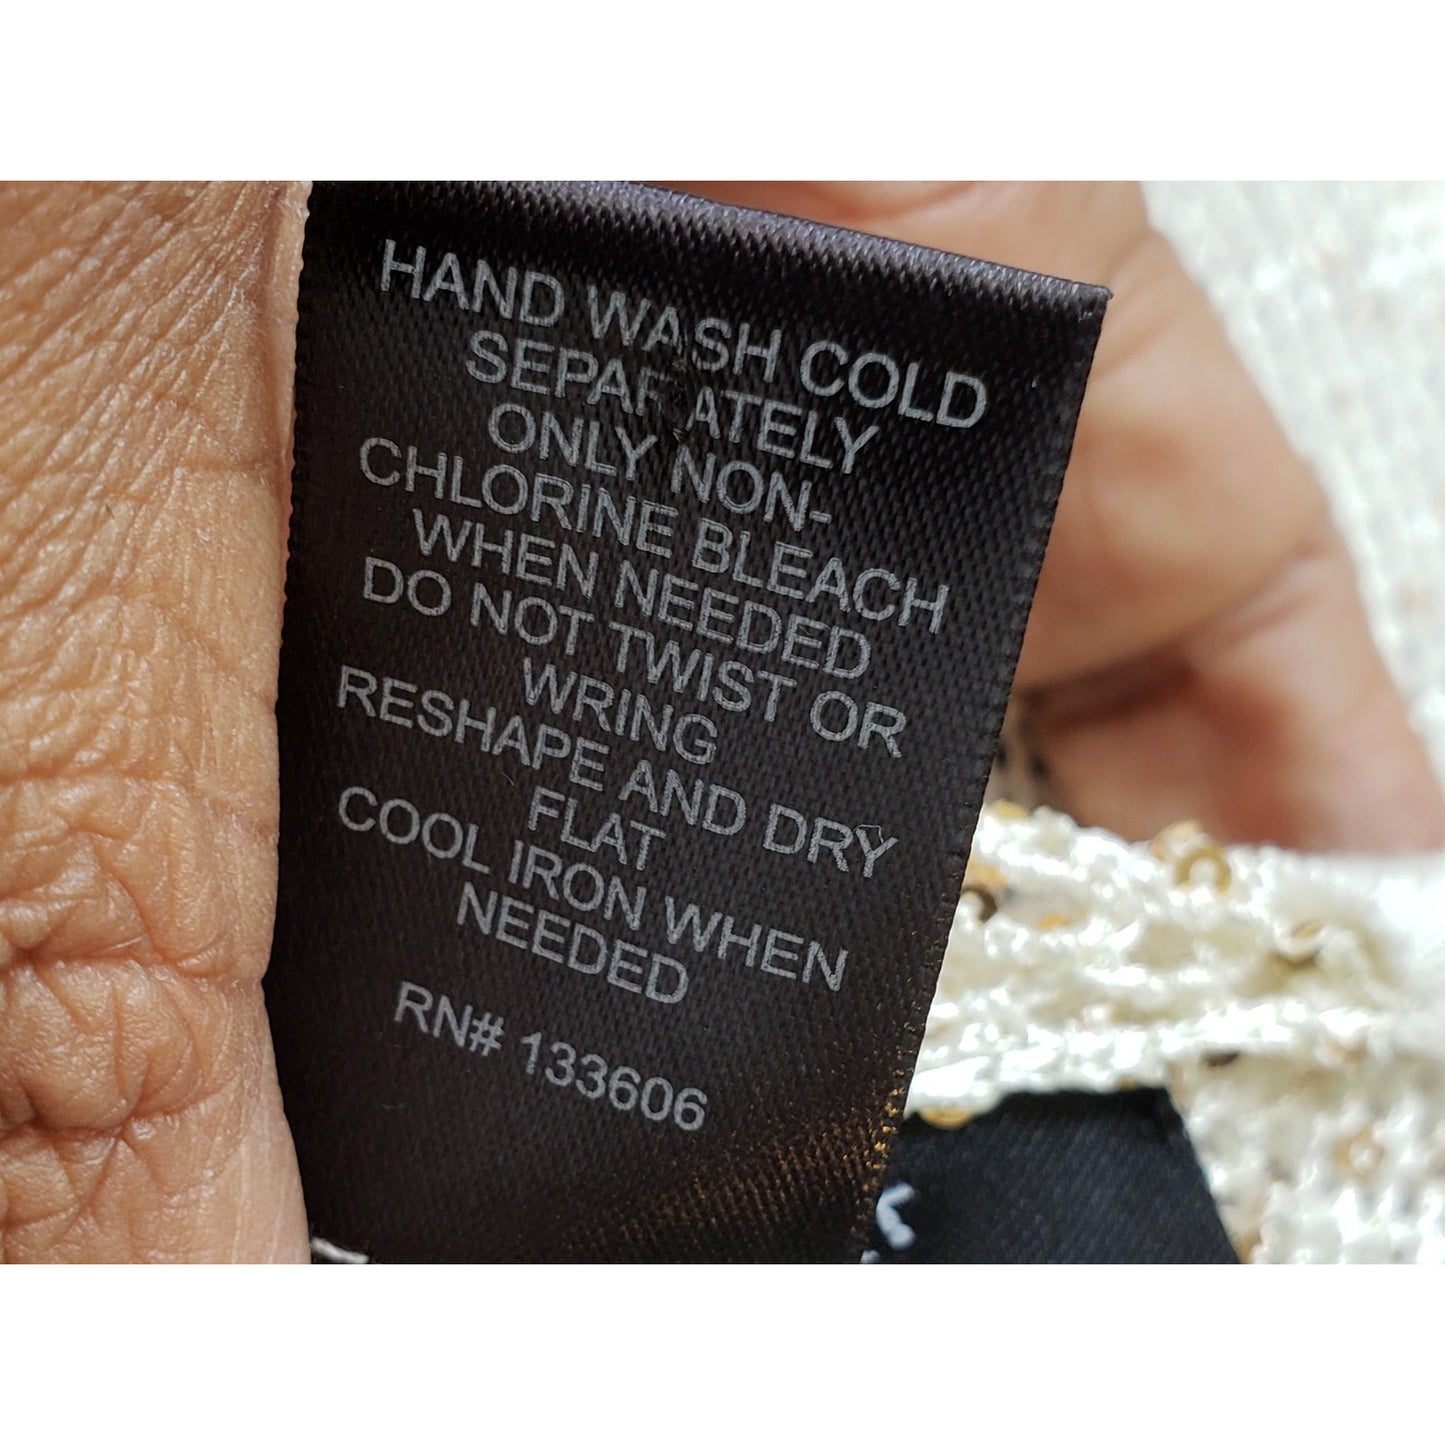 HAND WASH COLD
SEPARATELY
ONLY NON-
CHLORINE BLEACH
WHEN NEEDED
DO NOT TWIST OR
WRING
RESHAPE AND DRY
FLAT
COOL IRON WHEN
NEEDED
RN# 133606